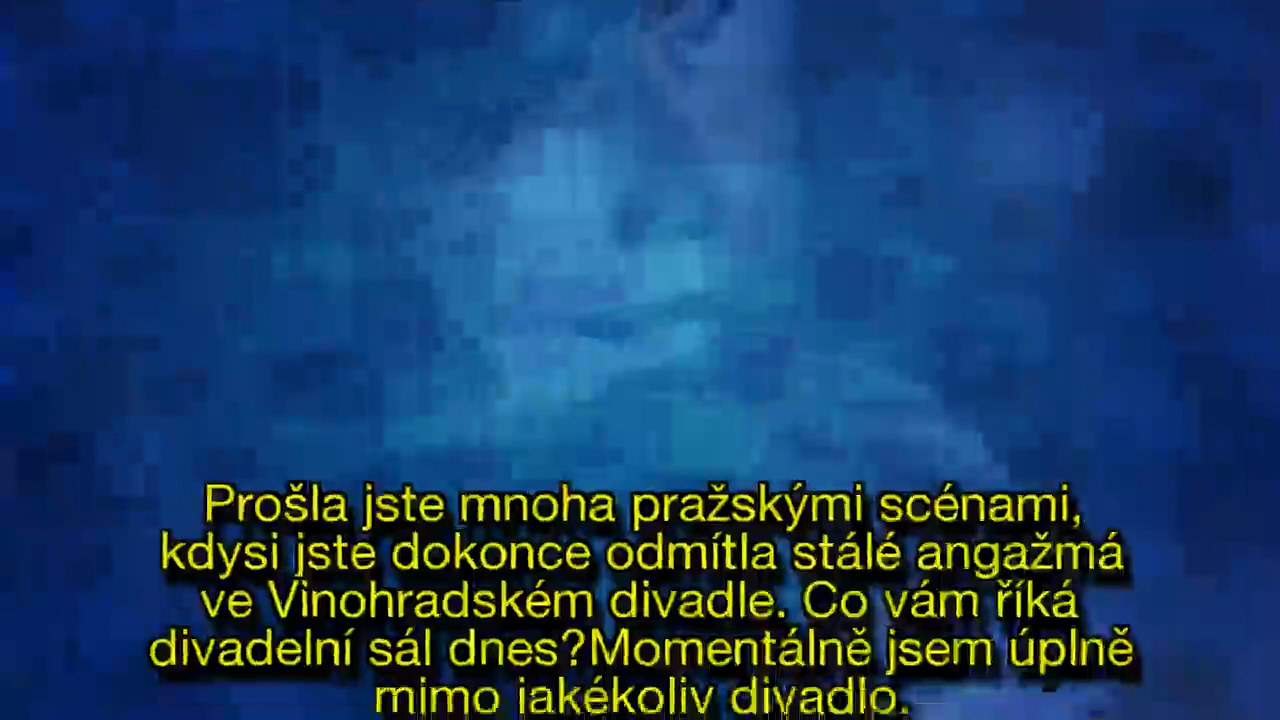 Prošla jste mnoha pražskými scénami,
kdysi jste dokonce odmítla stálé angažmá
ve Vinohradském divadle. Co vám říká
divadelní sál dnes?Momentálně jsem úplně
mimo jakékoliv divadlo.